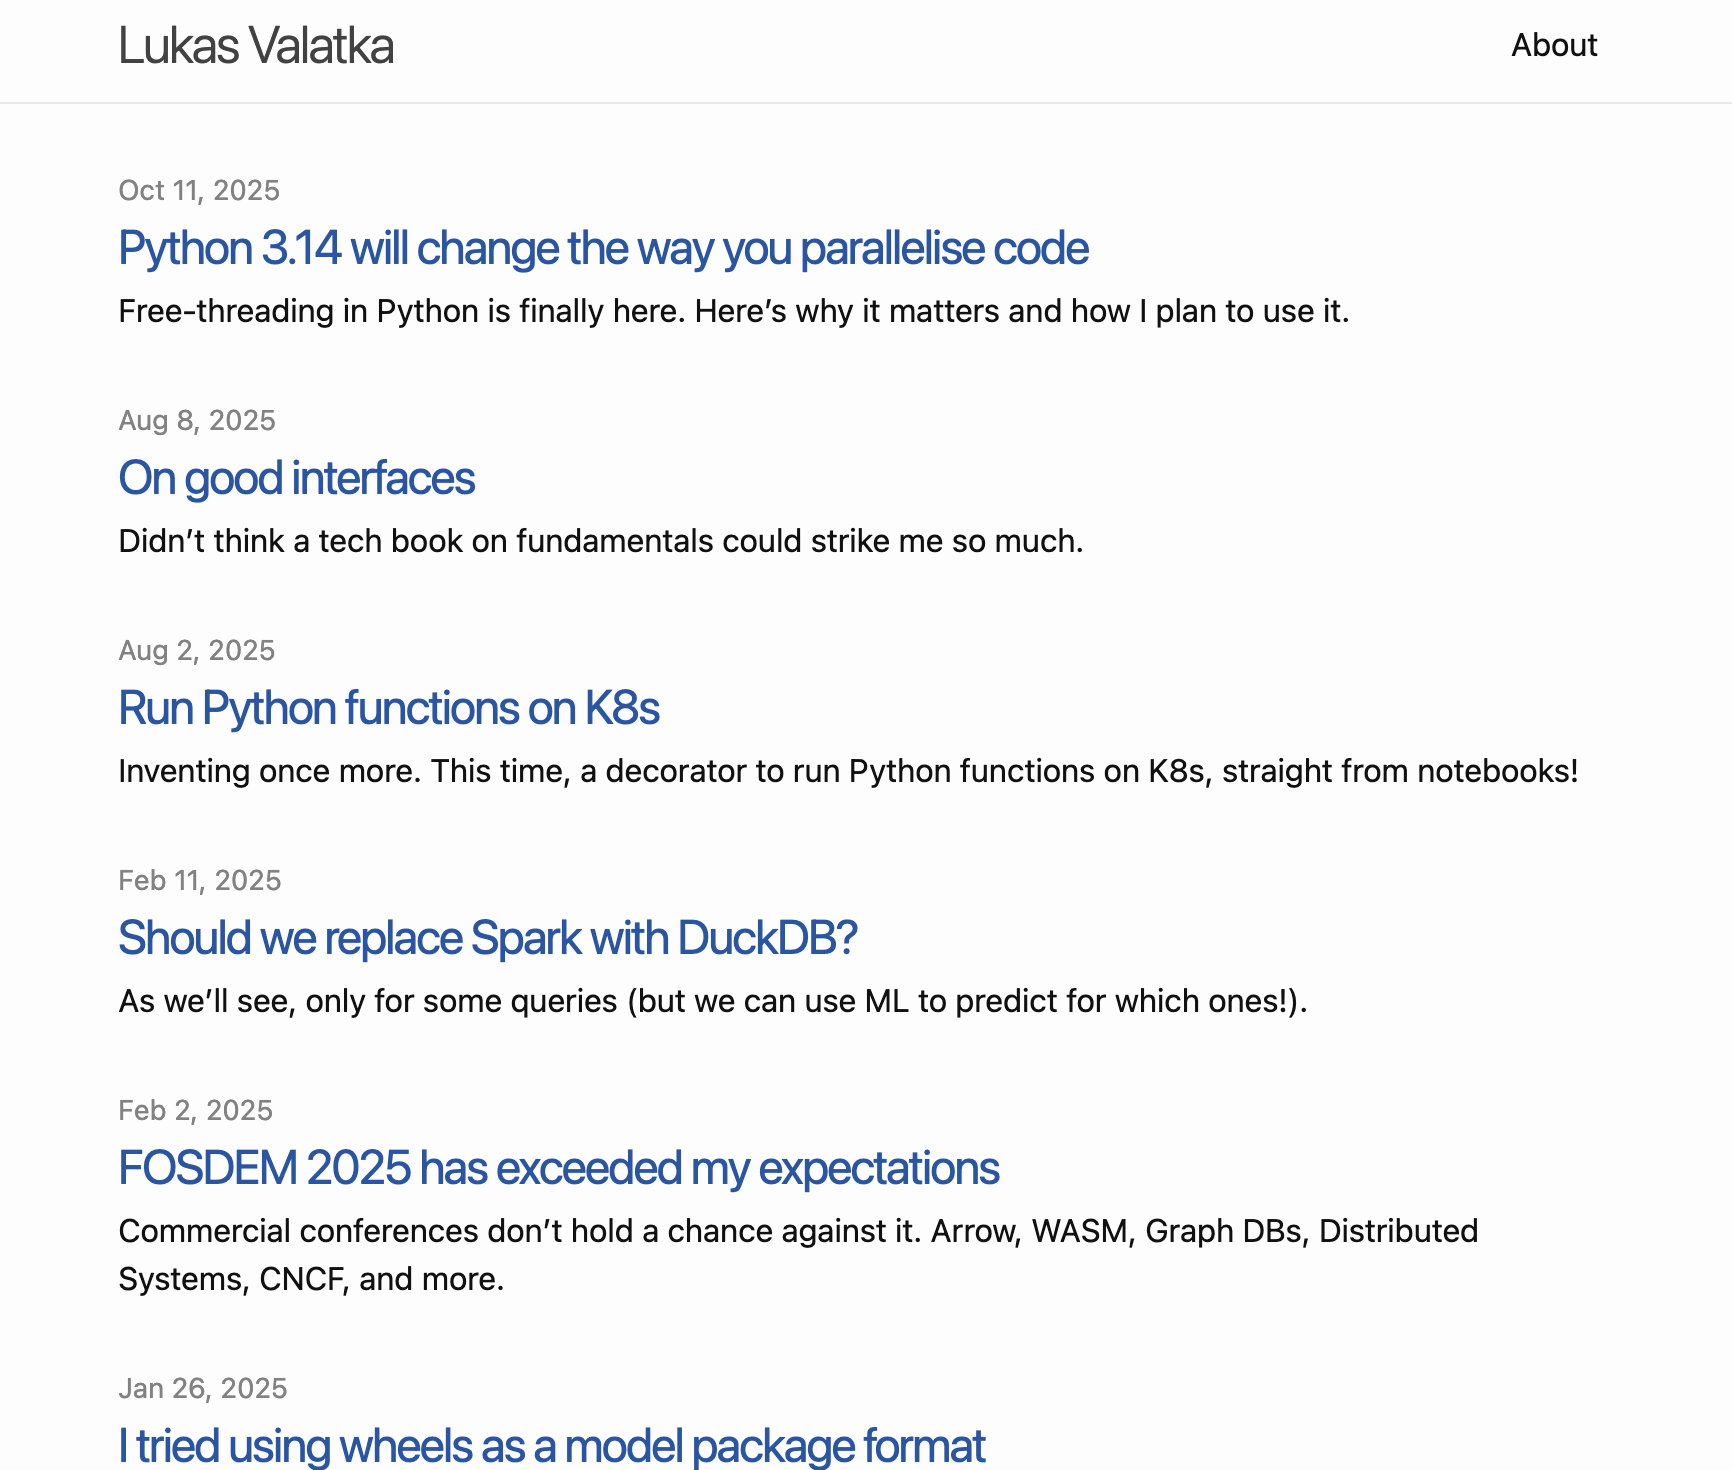 Lukas Valatka
About
Oct 11, 2025
Python 3.14 will change the way you parallelise code
Free-threading in Python is finally here. Here’s why it matters and how I plan to use it.
Aug 8, 2025
On good interfaces
Didn’t think a tech book on fundamentals could strike me so much.
Aug 2, 2025
Run Python functions on K8s
Inventing once more. This time, a decorator to run Python functions on K8s, straight from notebooks!
Feb 11, 2025
Should we replace Spark with DuckDB?
As we’ll see, only for some queries (but we can use ML to predict for which ones!).
Feb 2, 2025
FOSDEM 2025 has exceeded my expectations
Commercial conferences don’t hold a chance against it. Arrow, WASM, Graph DBs, Distributed
Systems, CNCF, and more.
Jan 26, 2025
I tried using wheels as a model package format